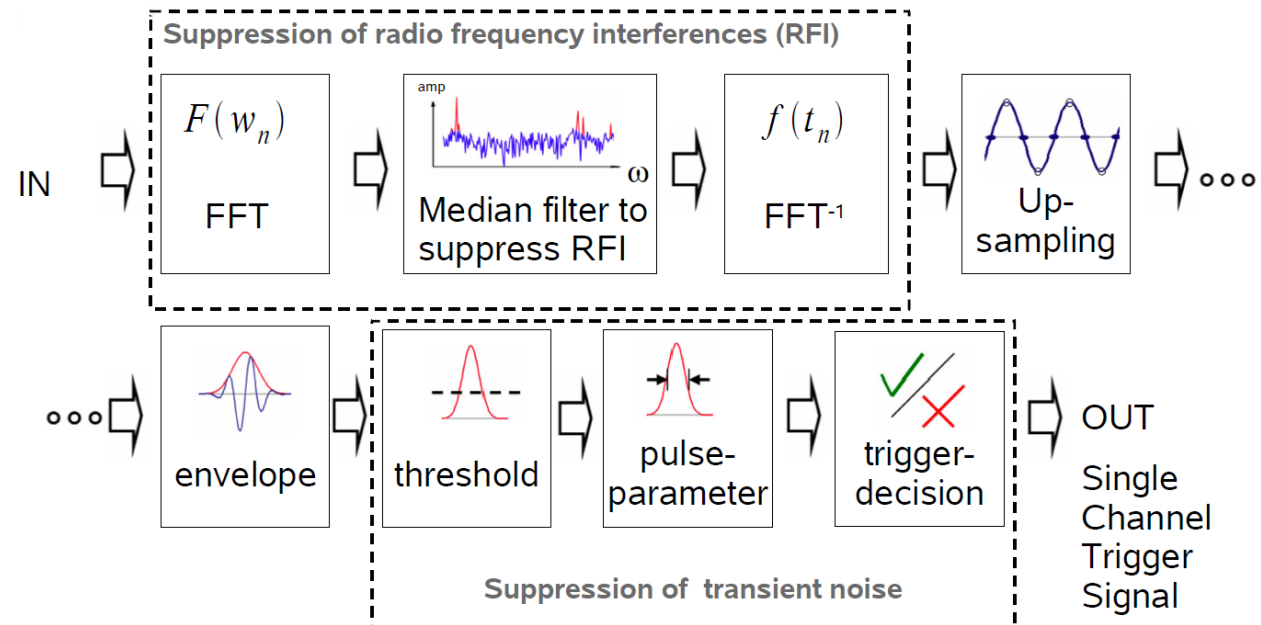 Suppression of radio frequency interferences (RFI)
IN
F(wₙ)
FFT
amp
ω
Median filter to
suppress RFI
f(tₙ)
FFT⁻¹
Up-
sampling
envelope
threshold
pulse-
parameter
trigger-
decision
OUT
Single
Channel
Trigger
Signal
Suppression of transient noise